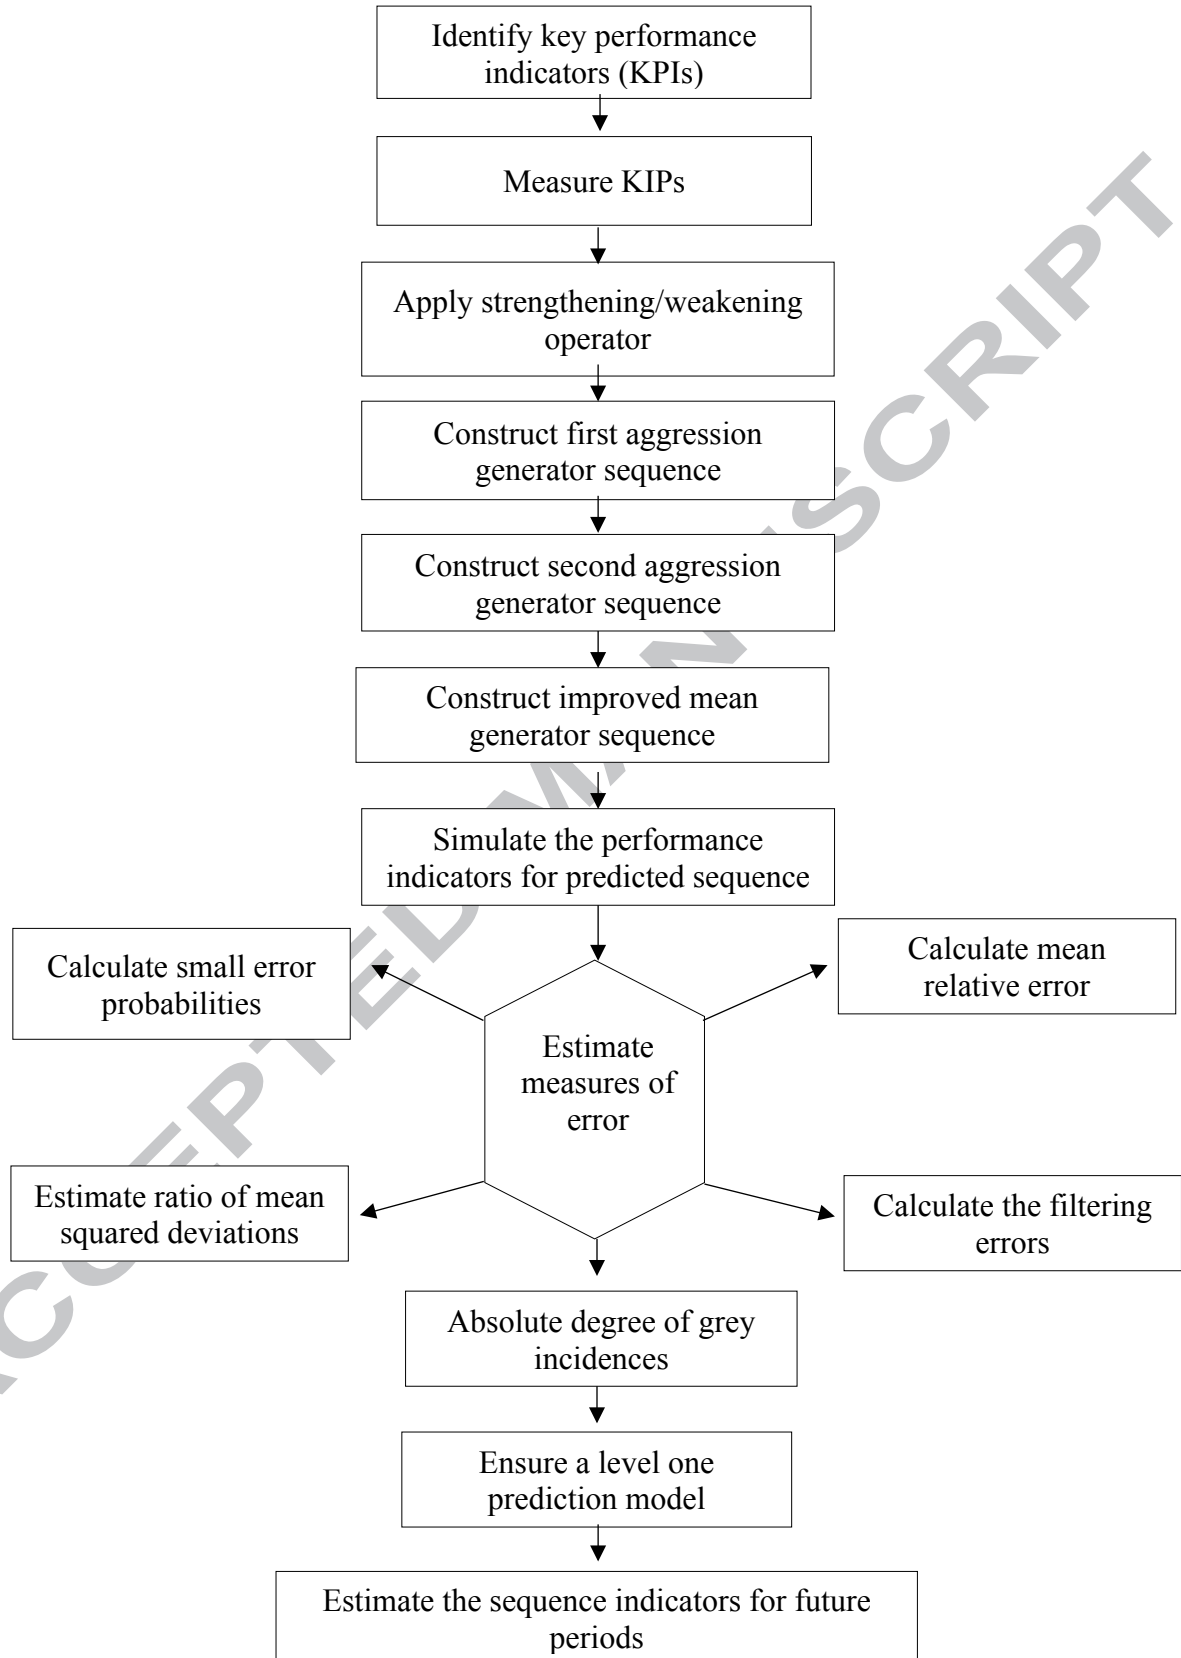 Identify key performance
indicators (KPIs)
Measure KIPs
Apply strengthening/weakening
operator
Construct first aggression
generator sequence
Construct second aggression
generator sequence
Construct improved mean
generator sequence
Simulate the performance
indicators for predicted sequence
Calculate small error
probabilities
Calculate mean
relative error
Estimate
measures of
error
Estimate ratio of mean
squared deviations
Calculate the filtering
errors
Absolute degree of grey
incidences
Ensure a level one
prediction model
Estimate the sequence indicators for future
periods
ACCEPTED MANUSCRIPT